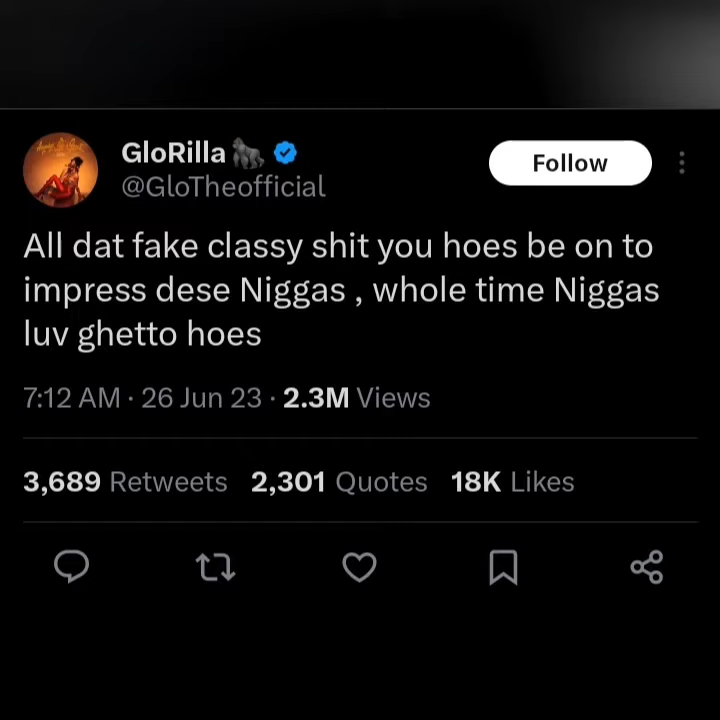 GloRilla🦍
@GloTheofficial
Follow
All dat fake classy shit you hoes be on to
impress dese Niggas , whole time Niggas
luv ghetto hoes
7:12 AM · 26 Jun 23 · 2.3M Views
3,689 Retweets 2,301 Quotes 18K Likes